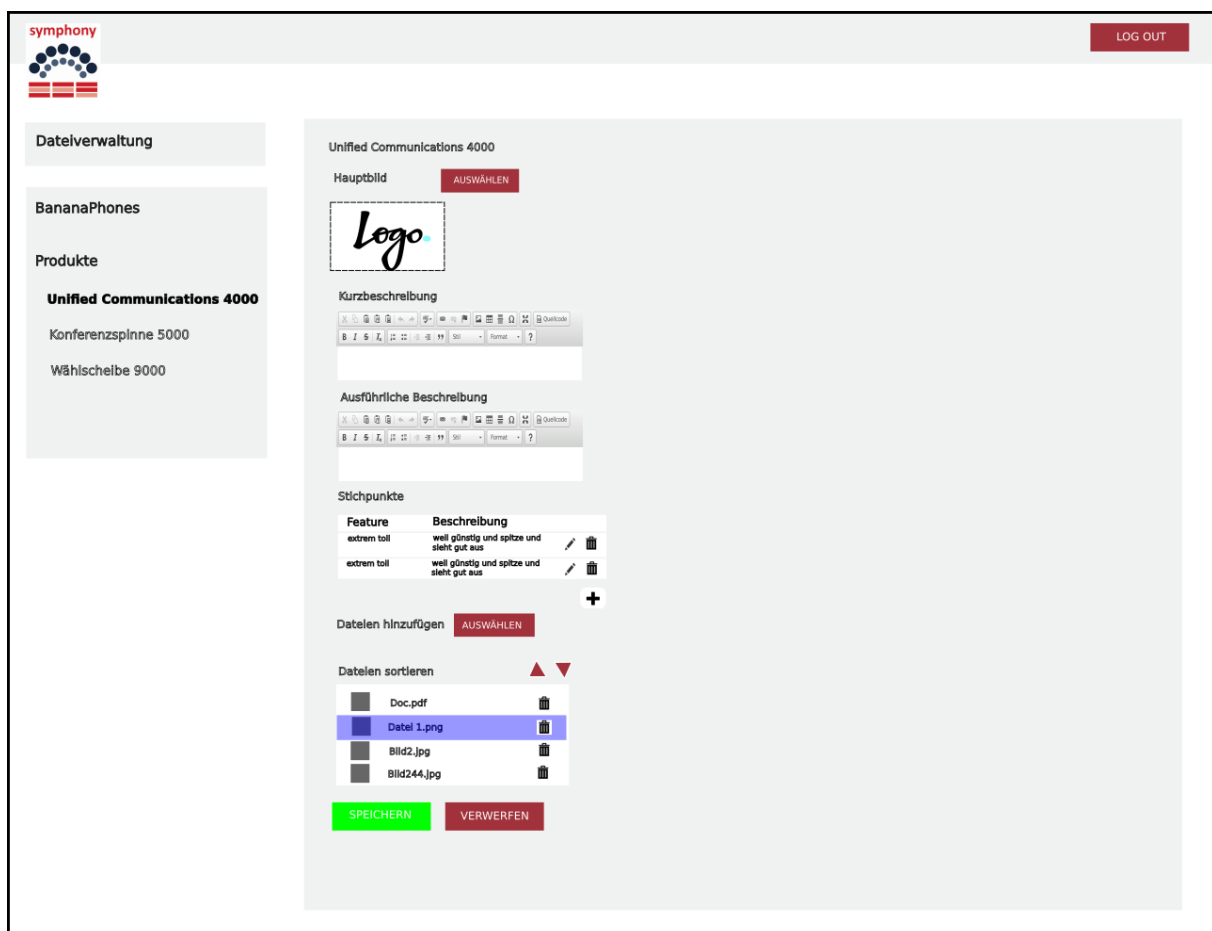 symphony
LOG OUT
Dateiverwaltung
BananaPhones
Produkte
Unified Communications 4000
Konferenzspinne 5000
Wählscheibe 9000
Unified Communications 4000
Hauptbild
AUSWÄHLEN
Logo.
Kurzbeschreibung
Ω
Quellcode
B I S Ix
Stil
Format
?
Ausführliche Beschreibung
Ω
Quellcode
B I S Ix
Stil
Format
?
Stichpunkte
Feature Beschreibung
extrem toll weil günstig und spitze und
sieht gut aus
extrem toll weil günstig und spitze und
sieht gut aus
Dateien hinzufügen AUSWÄHLEN
Dateien sortieren
Doc.pdf
Datei 1.png
Bild2.jpg
Bild244.jpg
SPEICHERN VERWERFEN